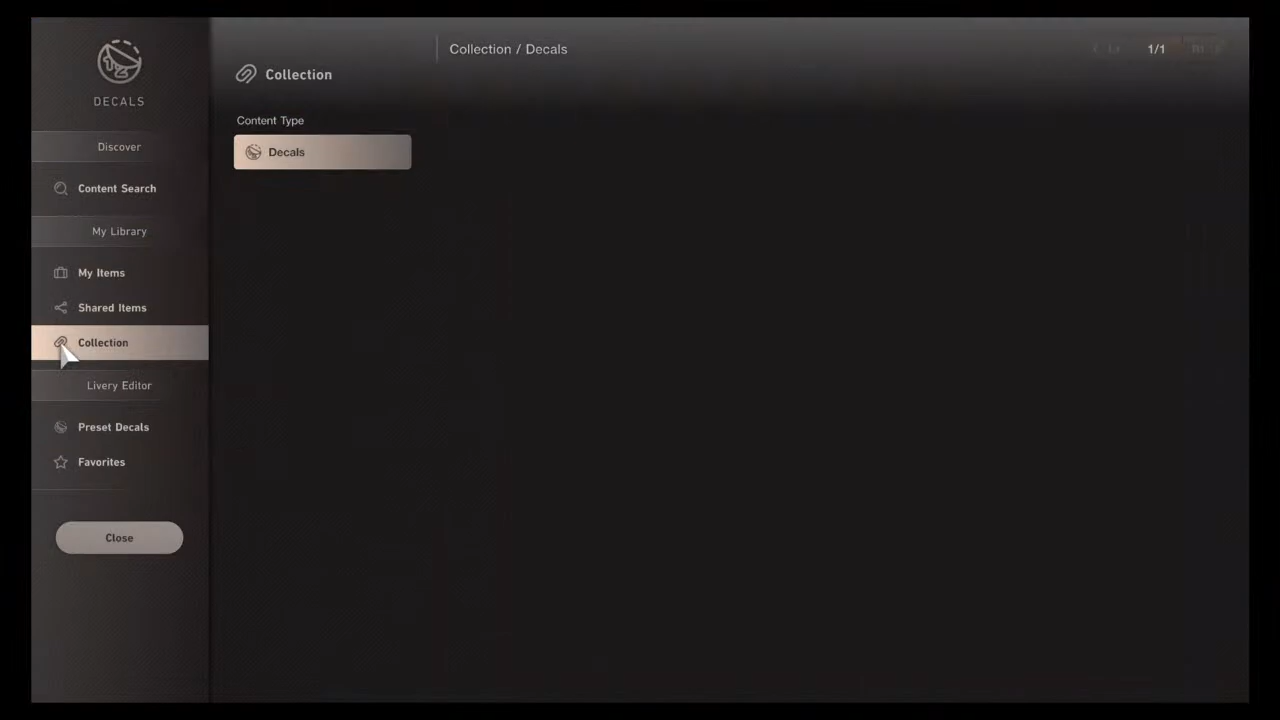 DECALS
Discover
Content Search
My Library
My Items
Shared Items
Collection
Livery Editor
Preset Decals
Favorites
Close
Collection
Content Type
Decals
Collection / Decals
1/1